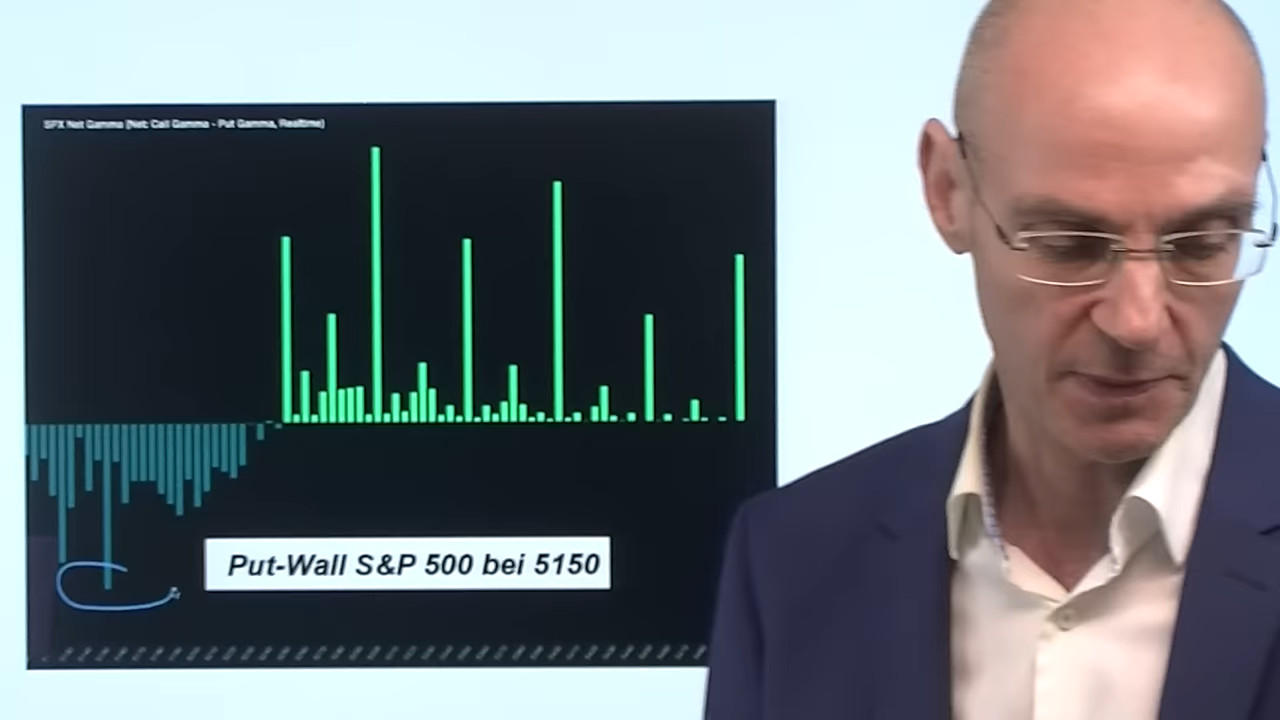 SPX Net Gamma (Net: Call Gamma - Put Gamma, Realtime)
Put-Wall S&P 500 bei 5150